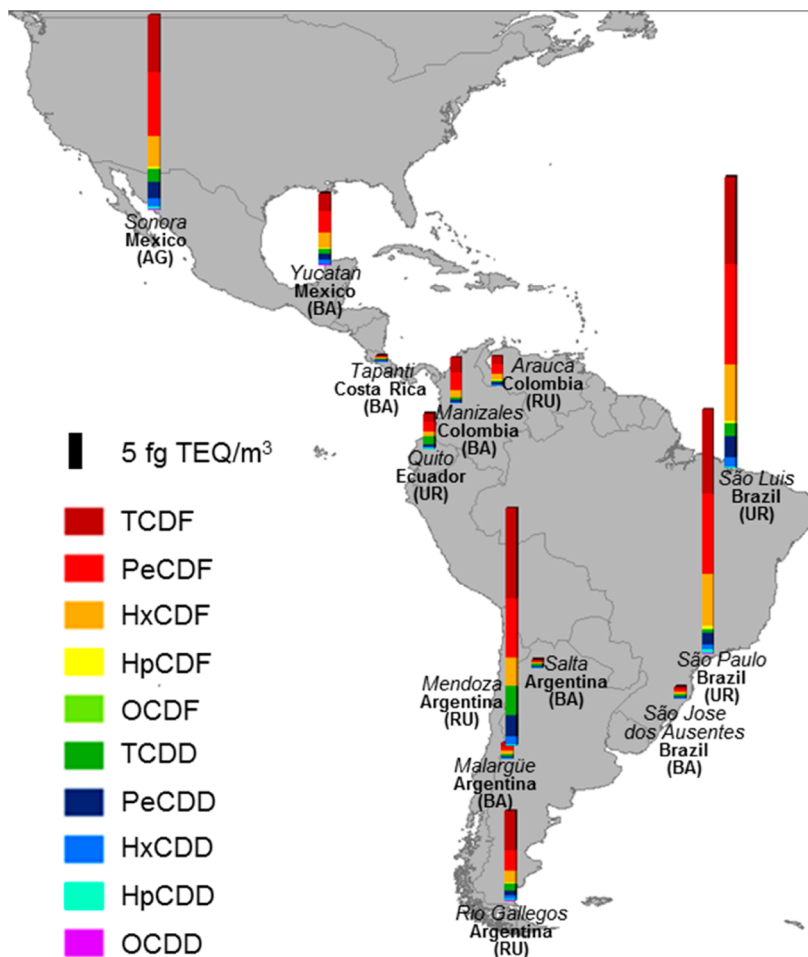 Sonora
Mexico
(AG)
Yucatan
Mexico
(BA)
Tapanti
Costa Rica
(BA)
Arauca
Colombia
(RU)
Manizales
Colombia
(BA)
Quito
Ecuador
(UR)
São Luis
Brazil
(UR)
São Paulo
Brazil
(UR)
Salta
Argentina
(BA)
Mendoza
Argentina
(RU)
São Jose
dos Ausentes
Brazil
(BA)
Malargüe
Argentina
(BA)
Rio Gallegos
Argentina
(RU)
5 fg TEQ/m³
TCDF
PeCDF
HxCDF
HpCDF
OCDF
TCDD
PeCDD
HxCDD
HpCDD
OCDD